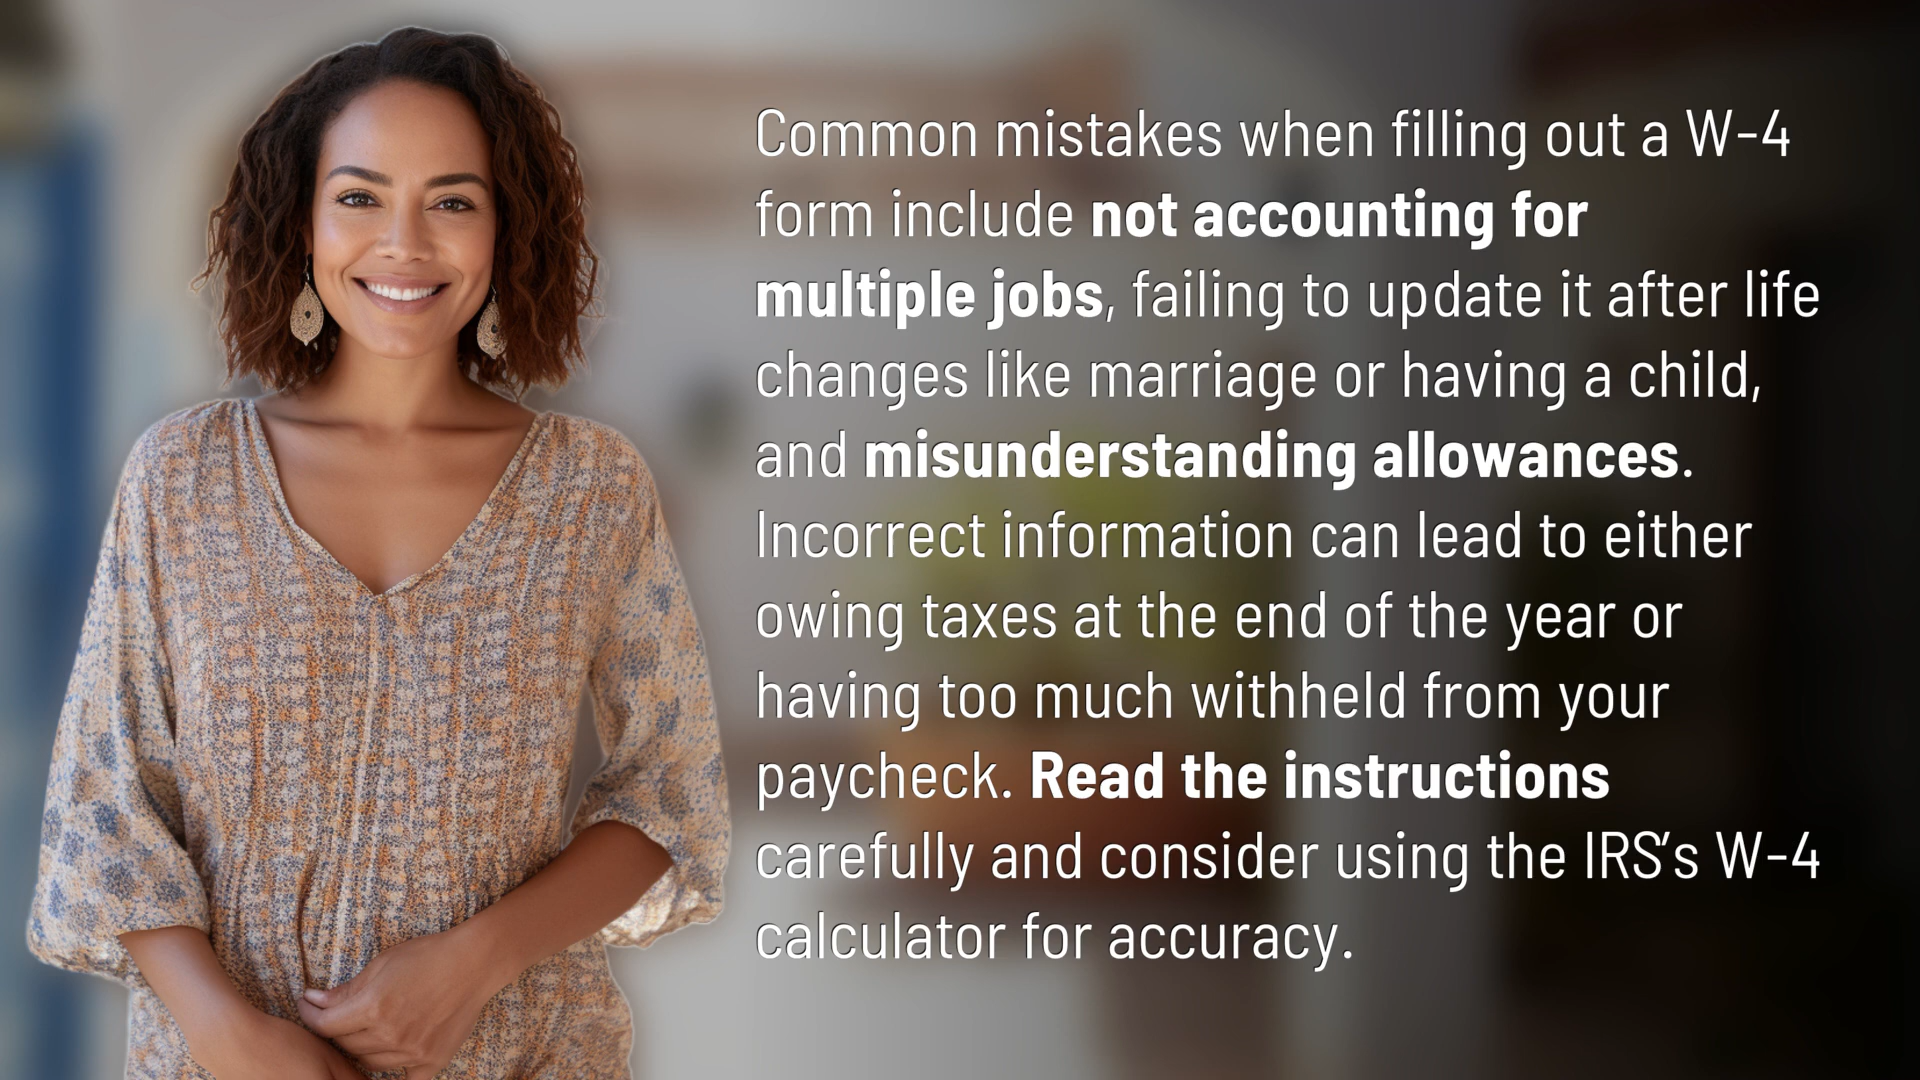 Common mistakes when filling out a W-4
form include not accounting for
multiple jobs, failing to update it after life
changes like marriage or having a child,
and misunderstanding allowances.
Incorrect information can lead to either
owing taxes at the end of the year or
having too much withheld from your
paycheck. Read the instructions
carefully and consider using the IRS’s W-4
calculator for accuracy.